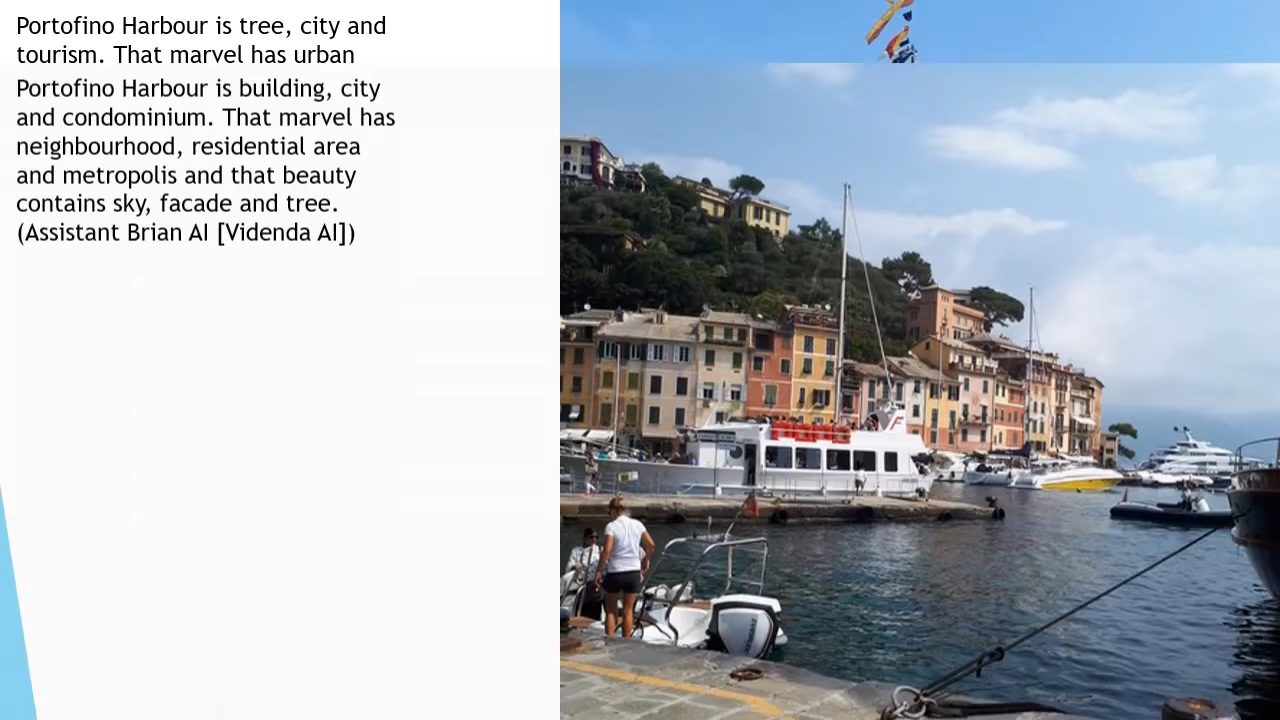 Portofino Harbour is tree, city and
tourism. That marvel has urban
Portofino Harbour is building, city
and condominium. That marvel has
neighbourhood, residential area
and metropolis and that beauty
contains sky, facade and tree.
(Assistant Brian AI [Videnda AI])
F